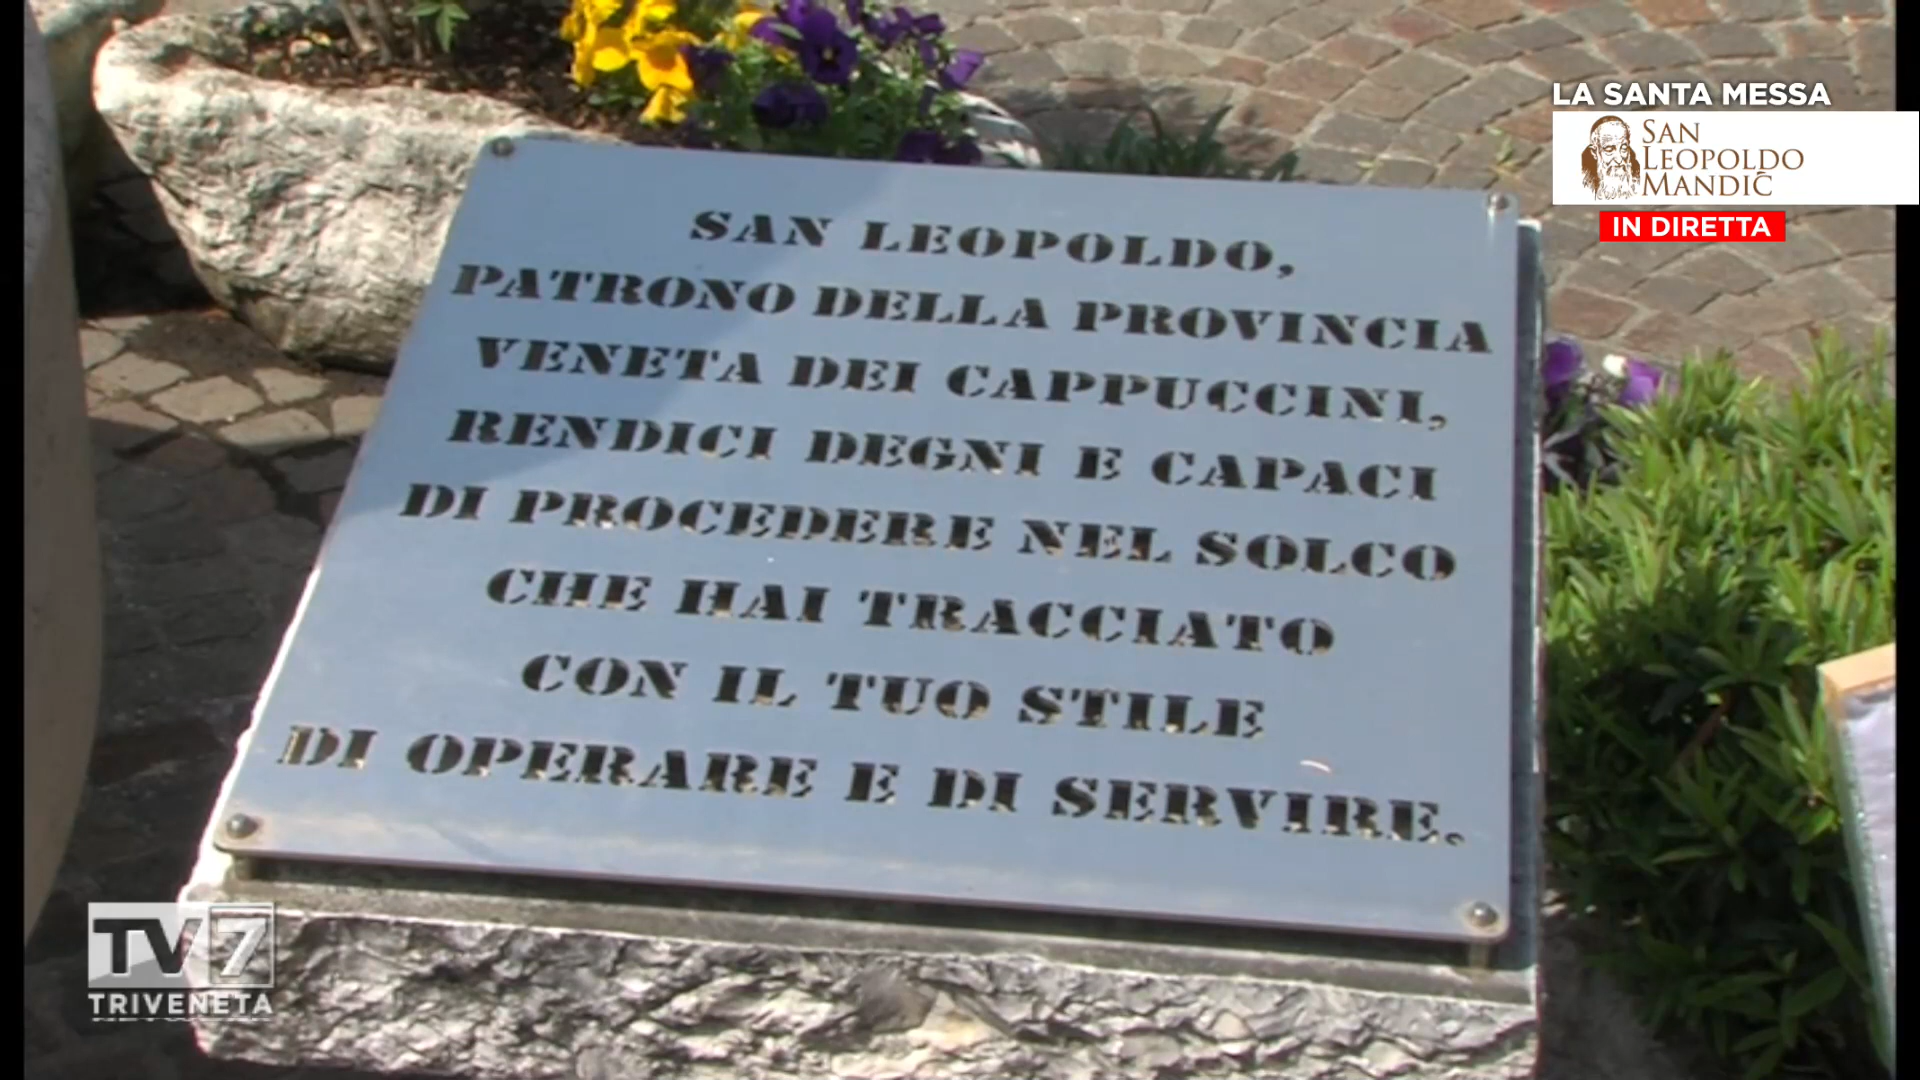 LA SANTA MESSA
SAN
LEOPOLDO
MANDIĆ
IN DIRETTA
SAN LEOPOLDO,
PATRONO DELLA PROVINCIA
VENETA DEI CAPPUCCINI,
RENDICI DEGNI E CAPACI
DI PROCEDERE NEL SOLCO
CHE HAI TRACCIATO
CON IL TUO STILE
DI OPERARE E DI SERVIRE.
TV7
TRIVENETA